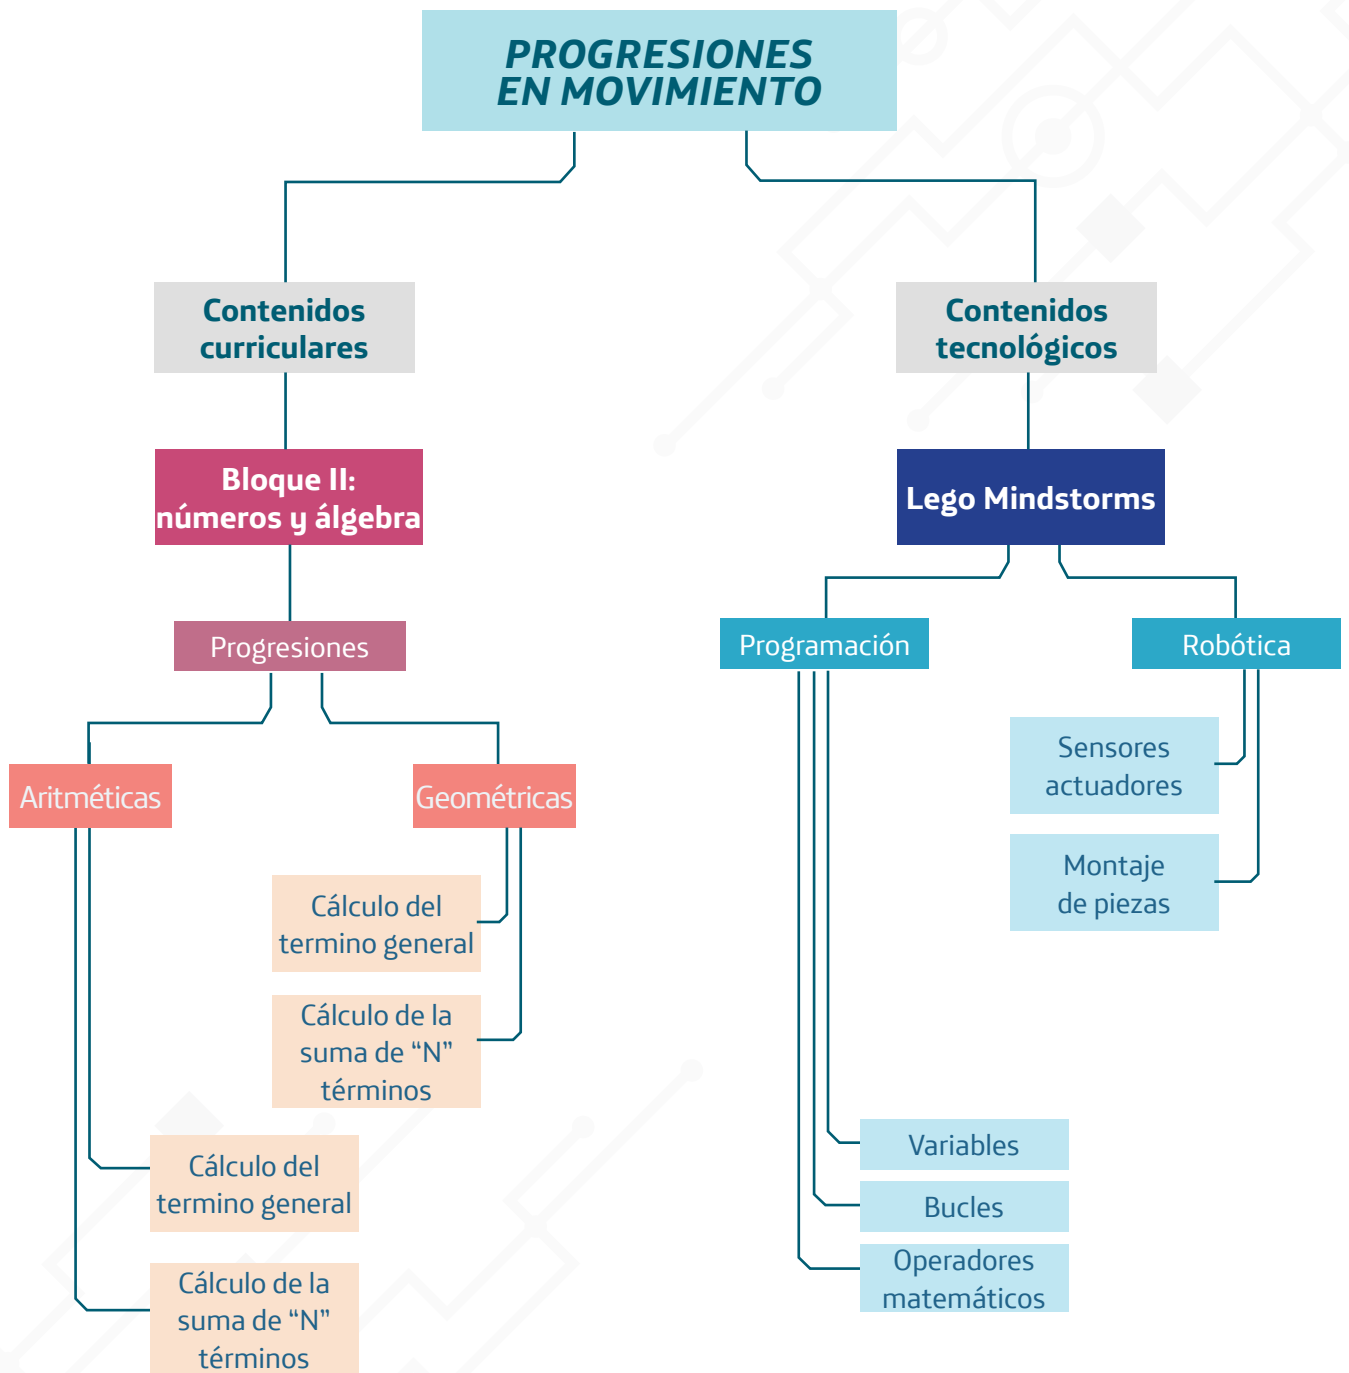 PROGRESIONES
EN MOVIMIENTO
Contenidos
curriculares
Contenidos
tecnológicos
Bloque II:
números y álgebra
Lego Mindstorms
Progresiones
Programación
Robótica
Aritméticas
Geométricas
Sensores
actuadores
Montaje
de piezas
Cálculo del
termino general
Cálculo de la
suma de “N”
términos
Cálculo del
termino general
Cálculo de la
suma de “N”
términos
Variables
Bucles
Operadores
matemáticos